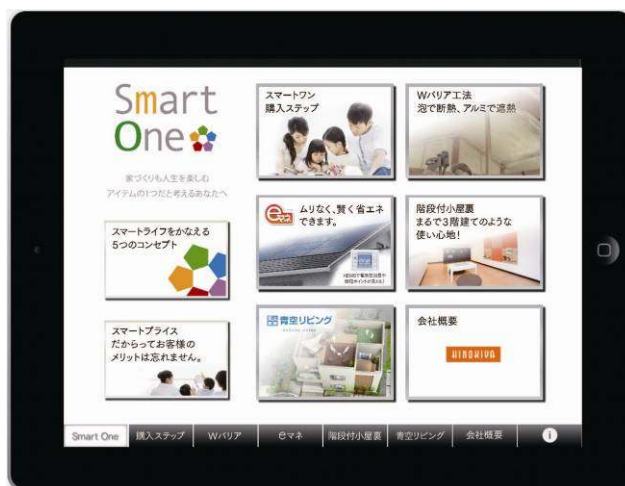 Smart
One
家づくりも人生を楽しむ
アイテムの1つだと考えるあなたへ
スマートライフをかなえる
5つのコンセプト
スマートプライス
だからってお客様の
メリットは忘れません。
スマートワン
購入ステップ
Wバリア工法
泡で断熱、アルミで遮熱
eマネ
ムリなく、賢く省エネ
できます。
階段付小屋裏
まるで3階建てのような
使い心地!
青空リビング
会社概要
HINOKIYA
Smart One
購入ステップ
Wバリア
eマネ
階段付小屋裏
青空リビング
会社概要
i